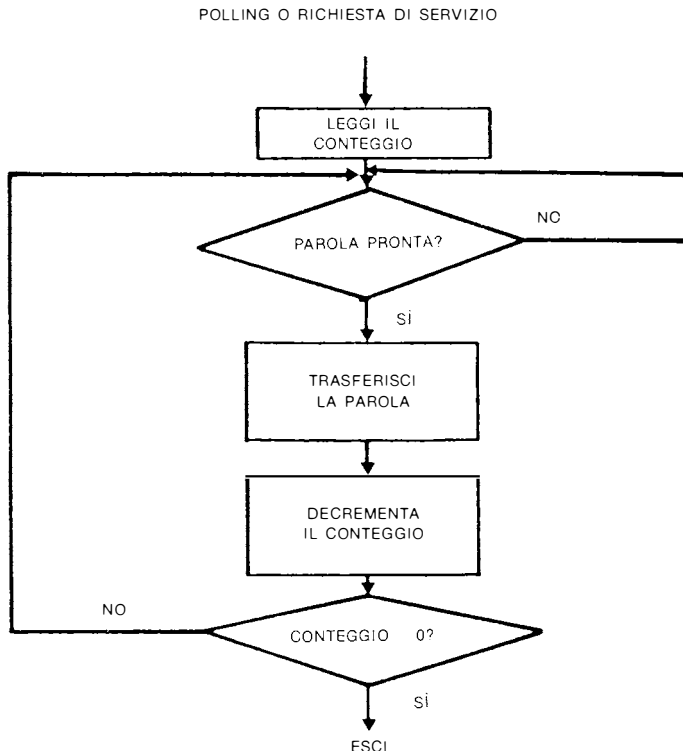 POLLING O RICHIESTA DI SERVIZIO
LEGGI IL
CONTEGGIO
PAROLA PRONTA?
NO
SÌ
TRASFERISCI
LA PAROLA
DECREMENTA
IL CONTEGGIO
NO
CONTEGGIO 0?
SÌ
ESCI